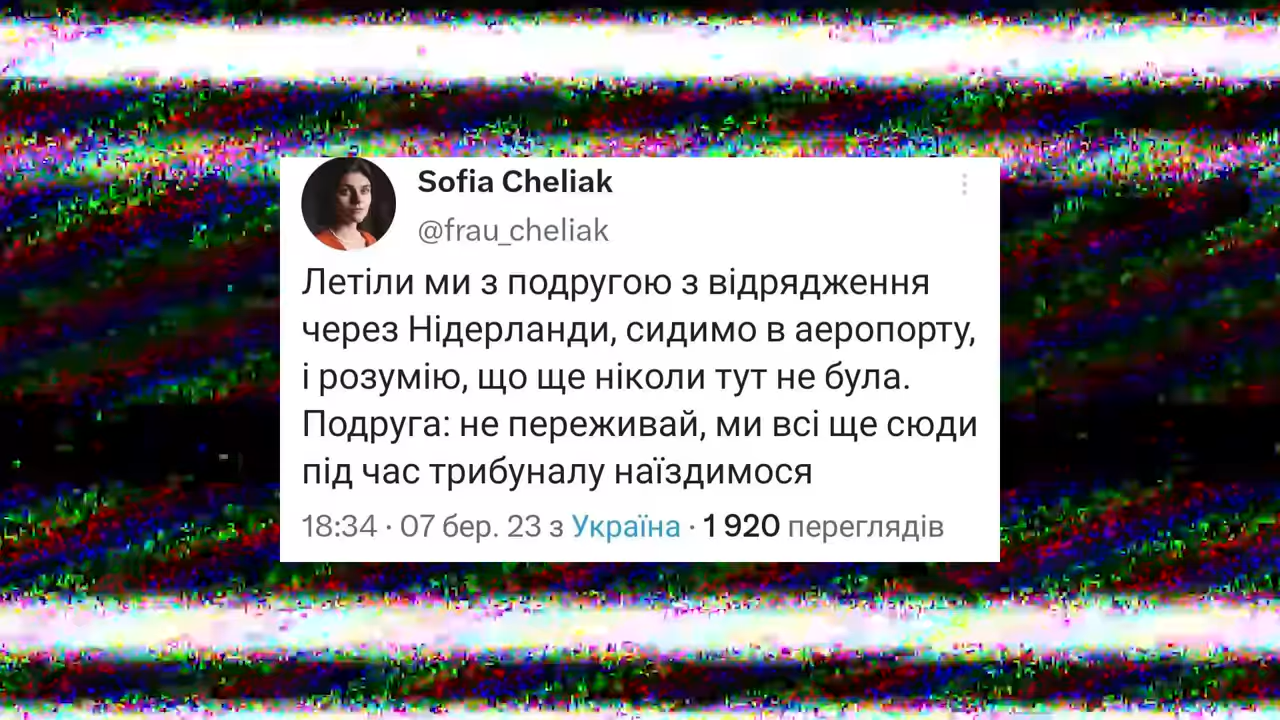 Sofia Cheliak
@frau_cheliak
Летіли ми з подругою з відрядження
через Нідерланди, сидимо в аеропорту,
і розумію, що ще ніколи тут не була.
Подруга: не переживай, ми всі ще сюди
під час трибуналу наїздимося
18:34 · 07 бер. 23 з Україна · 1 920 переглядів